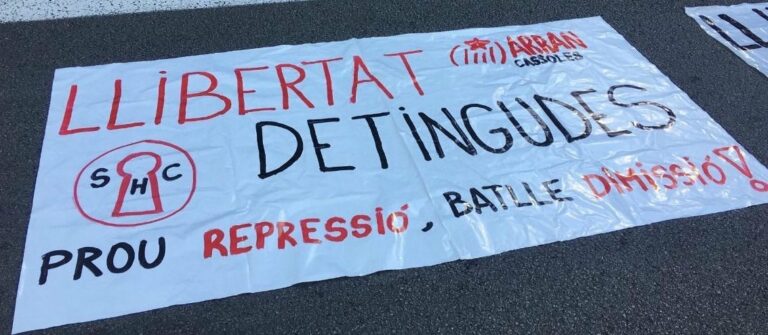 LLIBERTAT
ARRAN
CASSOLES
DETINGUDES
SHC
PROU REPRESSIÓ, BATLLE DIMISSIÓ!